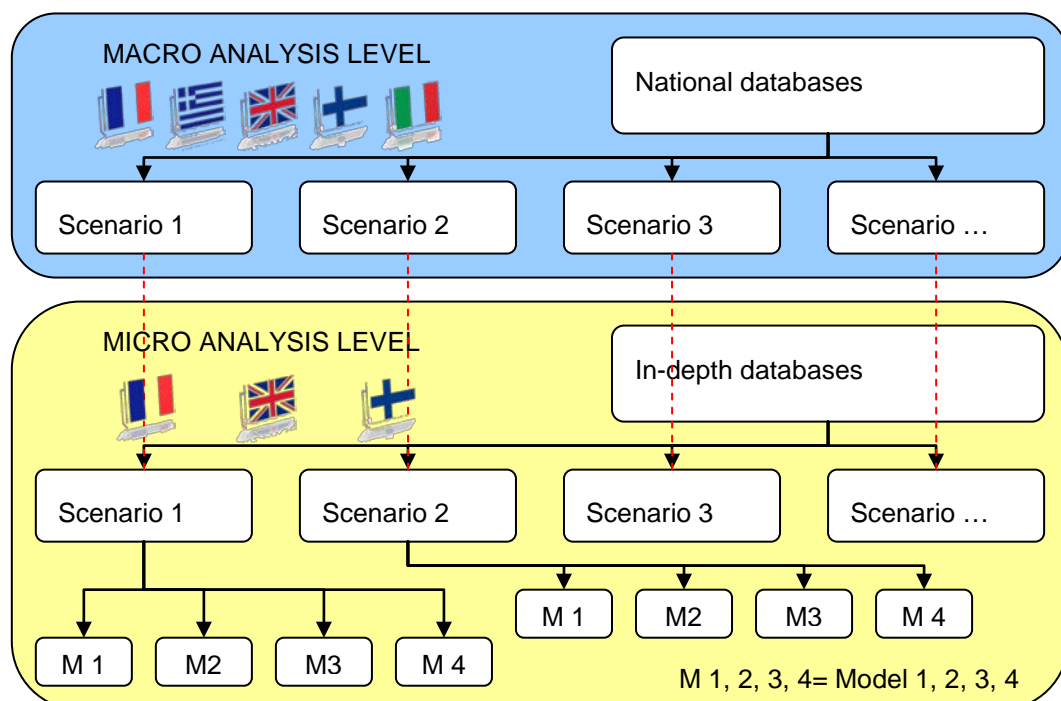 MACRO ANALYSIS LEVEL
National databases
Scenario 1
Scenario 2
Scenario 3
Scenario …
MICRO ANALYSIS LEVEL
In-depth databases
Scenario 1
Scenario 2
Scenario 3
Scenario …
M 1
M2
M3
M 4
M 1
M2
M3
M 4
M 1, 2, 3, 4= Model 1, 2, 3, 4